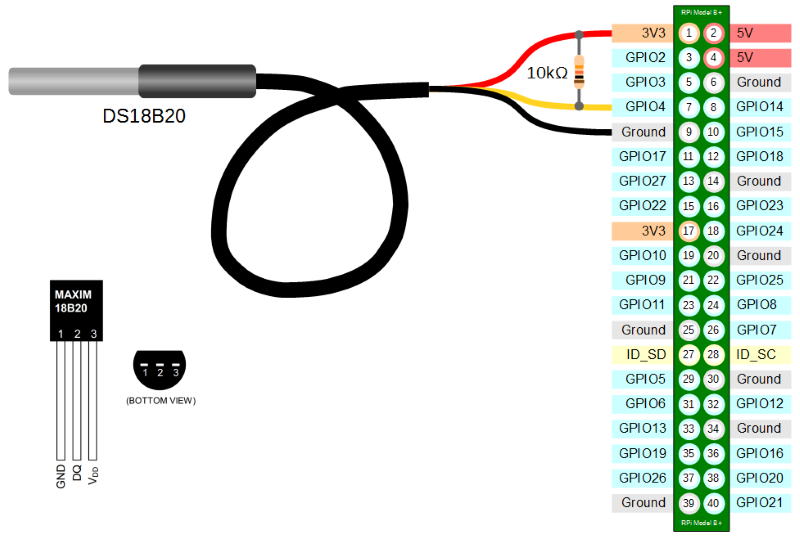 RPi Model B+
3V3 1 2 5V
GPIO2 3 4 5V
GPIO3 5 6 Ground
GPIO4 7 8 GPIO14
Ground 9 10 GPIO15
GPIO17 11 12 GPIO18
GPIO27 13 14 Ground
GPIO22 15 16 GPIO23
3V3 17 18 GPIO24
GPIO10 19 20 Ground
GPIO9 21 22 GPIO25
GPIO11 23 24 GPIO8
Ground 25 26 GPIO7
ID_SD 27 28 ID_SC
GPIO5 29 30 Ground
GPIO6 31 32 GPIO12
GPIO13 33 34 Ground
GPIO19 35 36 GPIO16
GPIO26 37 38 GPIO20
Ground 39 40 GPIO21
RPi Model B+
10kΩ
DS18B20
MAXIM
18B20
1 2 3
GND DQ VDD
1 2 3
(BOTTOM VIEW)